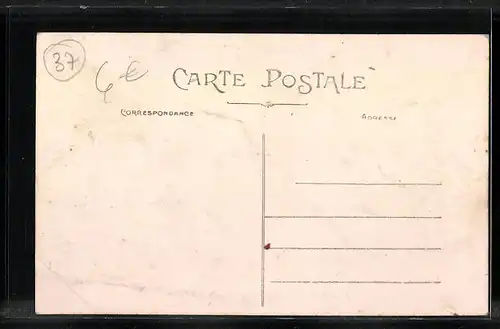 37
6€
CARTE POSTALE
CORRESPONDANCE
ADRESSE